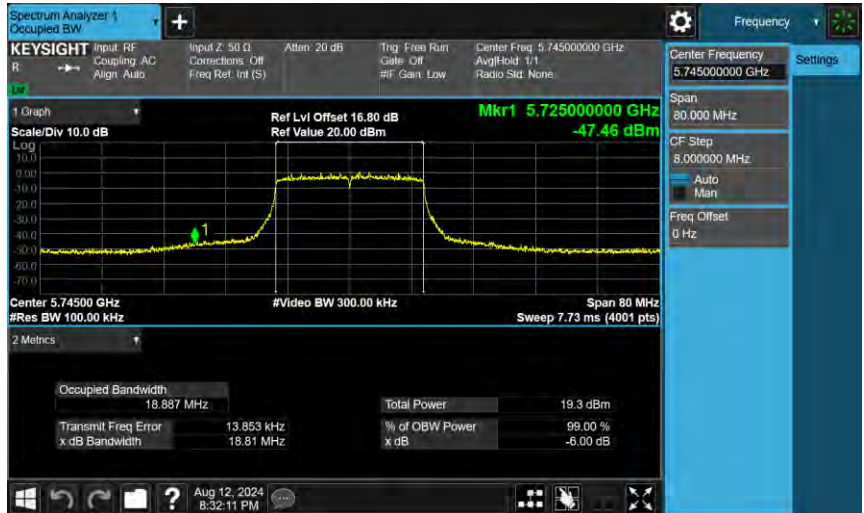 Spectrum Analyzer 1
Occupied BW
Frequency
KEYSIGHT
R
Input: RF
Coupling: AC
Align: Auto
Input Z: 50 Ω
Corrections: Off
Freq Ref: Int (S)
Atten: 20 dB
Trig: Free Run
Gate: Off
#IF Gain: Low
Center Freq: 5.745000000 GHz
Avg|Hold: 1/1
Radio Std: None
1 Graph
Scale/Div 10.0 dB
Ref Lvl Offset 16.80 dB
Ref Value 20.00 dBm
Mkr1 5.725000000 GHz
-47.46 dBm
Log
10.0
0.00
-10.0
-20.0
-30.0
-40.0
-50.0
-60.0
-70.0
1
Center 5.74500 GHz
#Res BW 100.00 kHz
#Video BW 300.00 kHz
Span 80 MHz
Sweep 7.73 ms (4001 pts)
2 Metrics
Occupied Bandwidth
18.887 MHz
Transmit Freq Error 13.853 kHz
x dB Bandwidth 18.81 MHz
Total Power 19.3 dBm
% of OBW Power 99.00 %
x dB -6.00 dB
Center Frequency
5.745000000 GHz
Settings
Span
80.000 MHz
CF Step
8.000000 MHz
Auto
Man
Freq Offset
0 Hz
?
Aug 12, 2024
8:32:11 PM